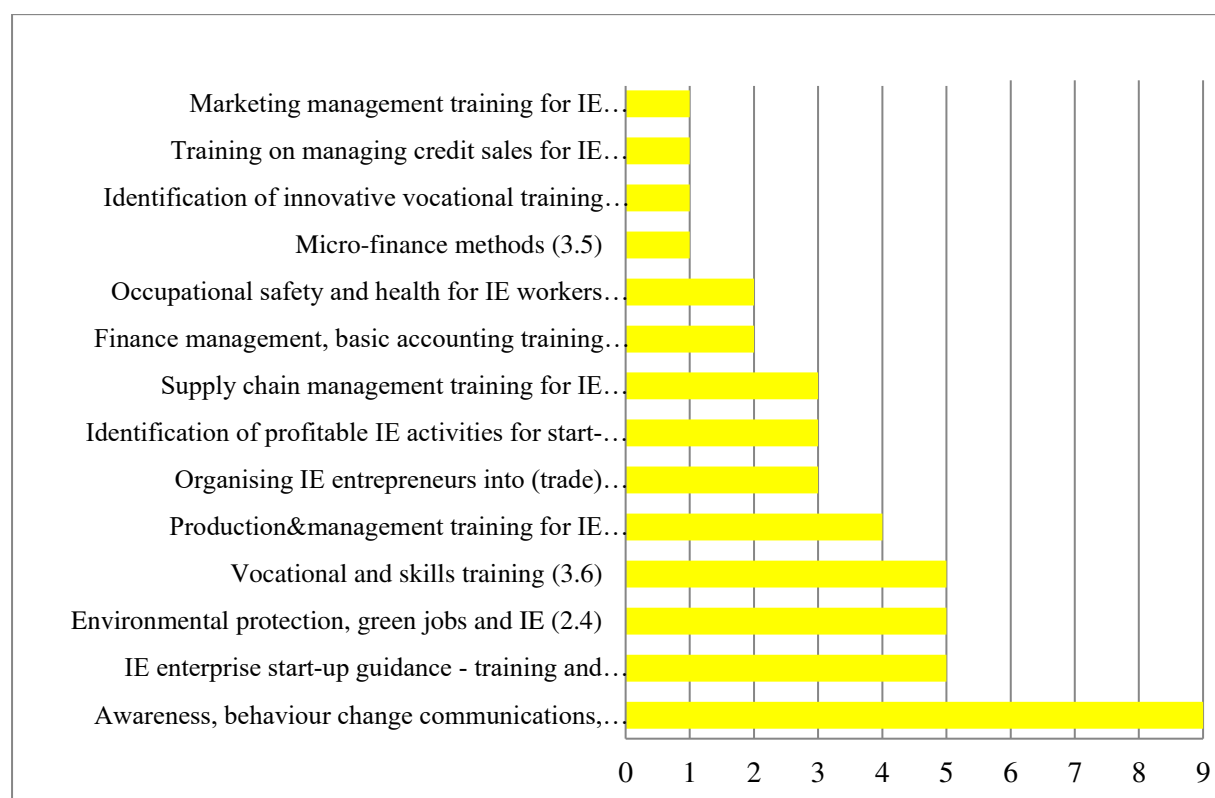 Marketing management training for IE…
Training on managing credit sales for IE…
Identification of innovative vocational training…
Micro-finance methods (3.5)
Occupational safety and health for IE workers…
Finance management, basic accounting training…
Supply chain management training for IE…
Identification of profitable IE activities for start-…
Organising IE entrepreneurs into (trade)…
Production&management training for IE…
Vocational and skills training (3.6)
Environmental protection, green jobs and IE (2.4)
IE enterprise start-up guidance - training and…
Awareness, behaviour change communications,…
0 1 2 3 4 5 6 7 8 9